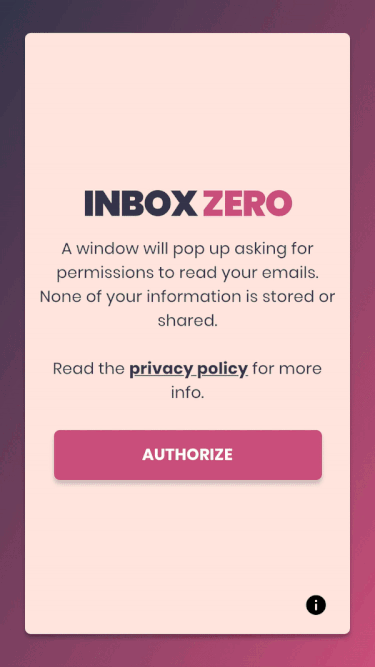 INBOX ZERO
A window will pop up asking for
permissions to read your emails.
None of your information is stored or
shared.
Read the privacy policy for more
info.
AUTHORIZE